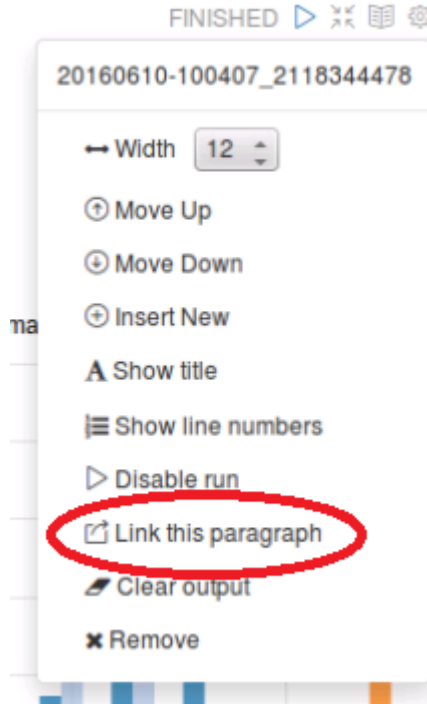 FINISHED
20160610-100407_2118344478
Width 12
Move Up
Move Down
Insert New
ma
A Show title
Show line numbers
Disable run
Link this paragraph
Clear output
Remove